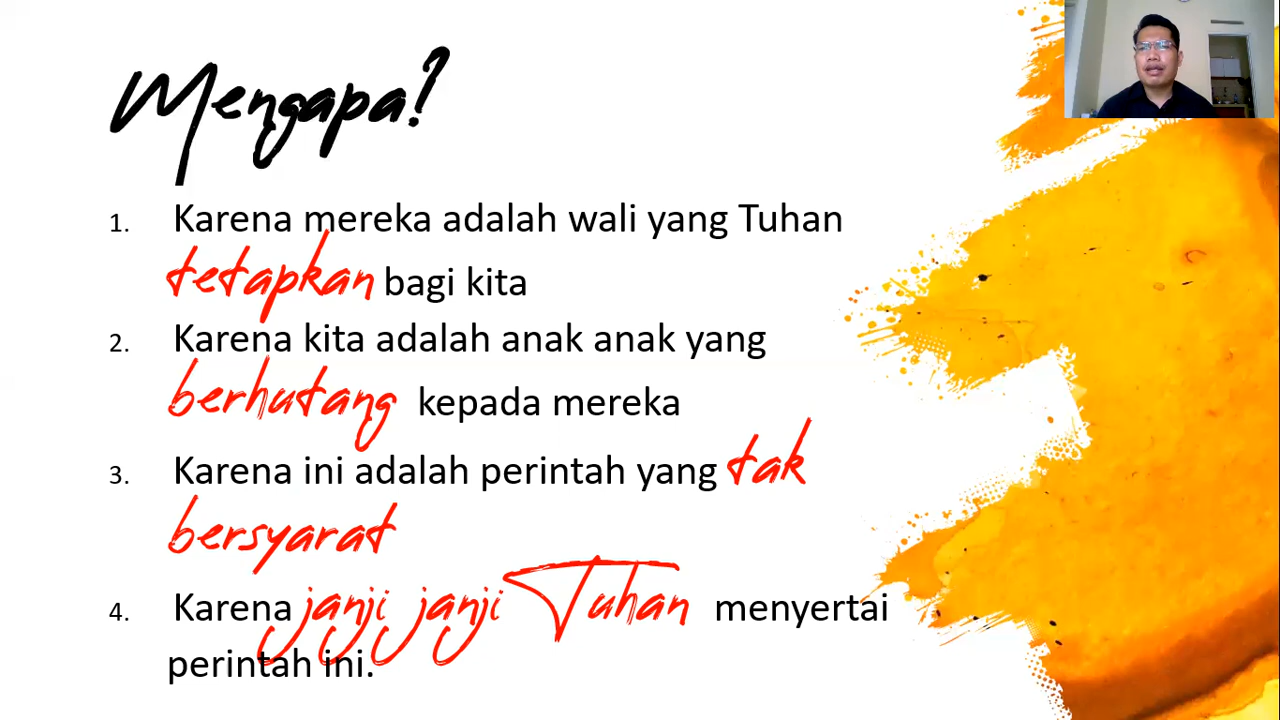 Mengapa?
1. Karena mereka adalah wali yang Tuhan
tetapkan bagi kita
2. Karena kita adalah anak anak yang
berhutang kepada mereka
3. Karena ini adalah perintah yang tak
bersyarat
4. Karena janji janji Tuhan menyertai
perintah ini.